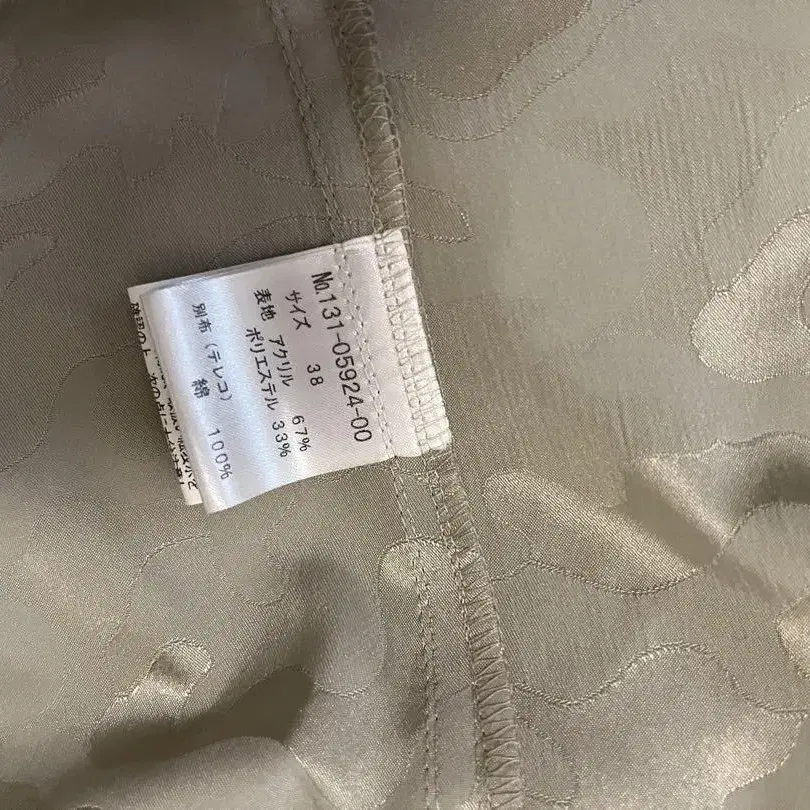 No.131-05924-00
サイズ 38
表地 アクリル 67%
ポリエステル 33%
別布(テレコ)
綿 100%